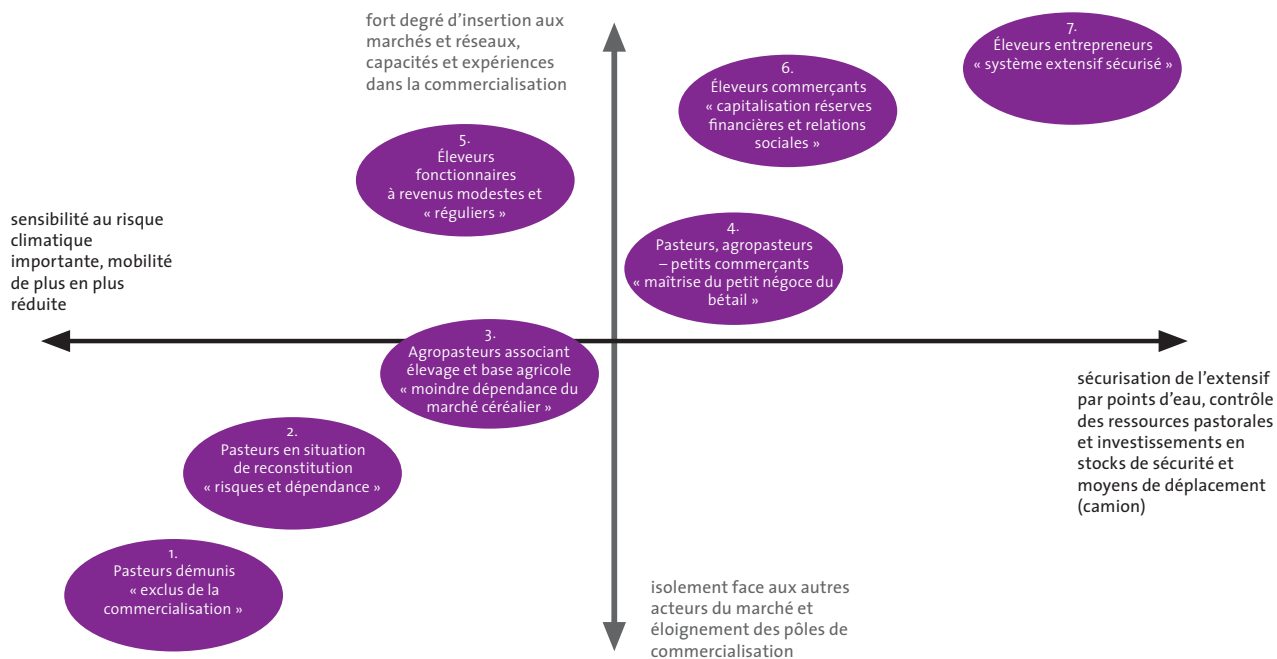 fort degré d’insertion aux
marchés et réseaux,
capacités et expériences
dans la commercialisation
7.
Éleveurs entrepreneurs
« système extensif sécurisé »
6.
Éleveurs commerçants
« capitalisation réserves
financières et relations
sociales »
5.
Éleveurs
fonctionnaires
à revenus modestes et
« réguliers »
sensibilité au risque
climatique
importante, mobilité
de plus en plus
réduite
4.
Pasteurs, agropasteurs
– petits commerçants
« maîtrise du petit négoce du
bétail »
3.
Agropasteurs associant
élevage et base agricole
« moindre dépendance du
marché céréalier »
sécurisation de l’extensif
par points d’eau, contrôle
des ressources pastorales
et investissements en
stocks de sécurité et
moyens de déplacement
(camion)
2.
Pasteurs en situation
de reconstitution
« risques et dépendance »
1.
Pasteurs démunis
« exclus de la
commercialisation »
isolement face aux autres
acteurs du marché et
éloignement des pôles de
commercialisation